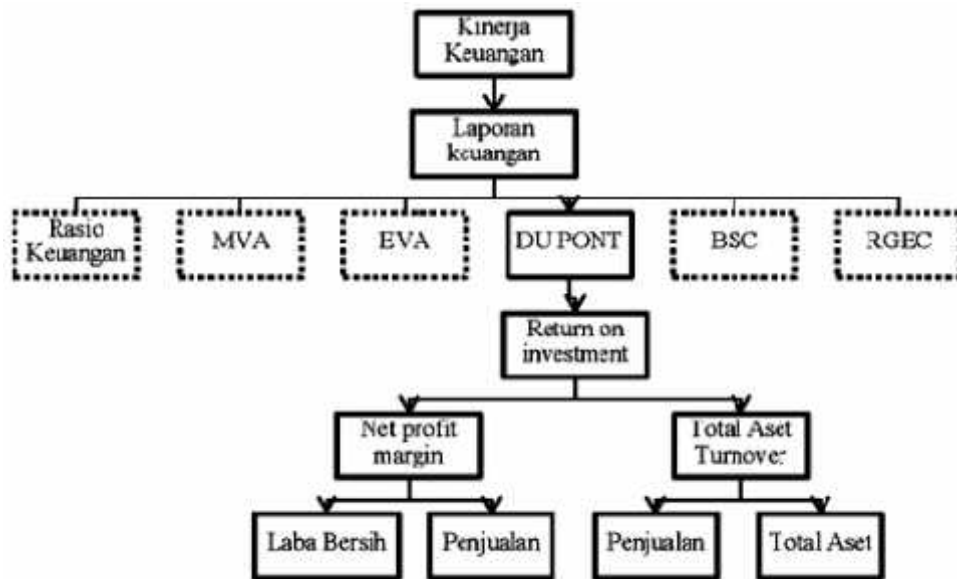 Kinerja
Keuangan
Laporan
keuangan
Rasio
Keuangan
MVA
EVA
DU PONT
BSC
RGEC
Return on
investment
Net profit
margin
Total Aset
Turnover
Laba Bersih
Penjualan
Penjualan
Total Aset